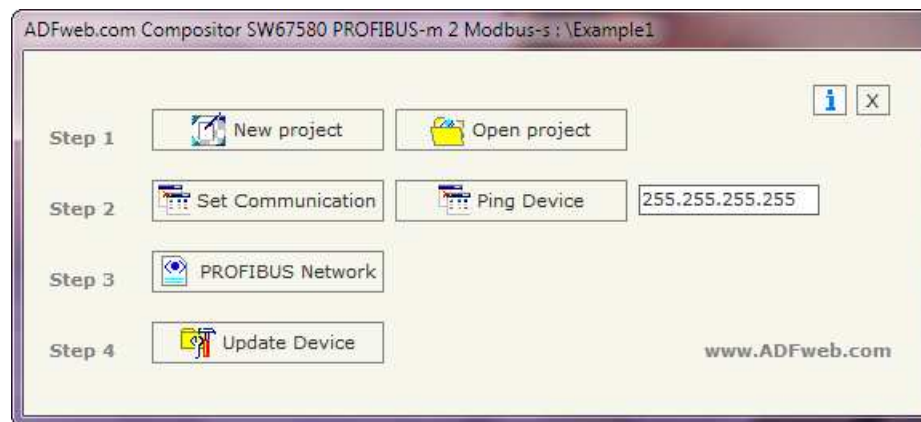 ADFweb.com Compositor SW67580 PROFIBUS-m 2 Modbus-s : \Example1
i X
Step 1 New project Open project
Step 2 Set Communication Ping Device 255.255.255.255
Step 3 PROFIBUS Network
Step 4 Update Device www.ADFweb.com